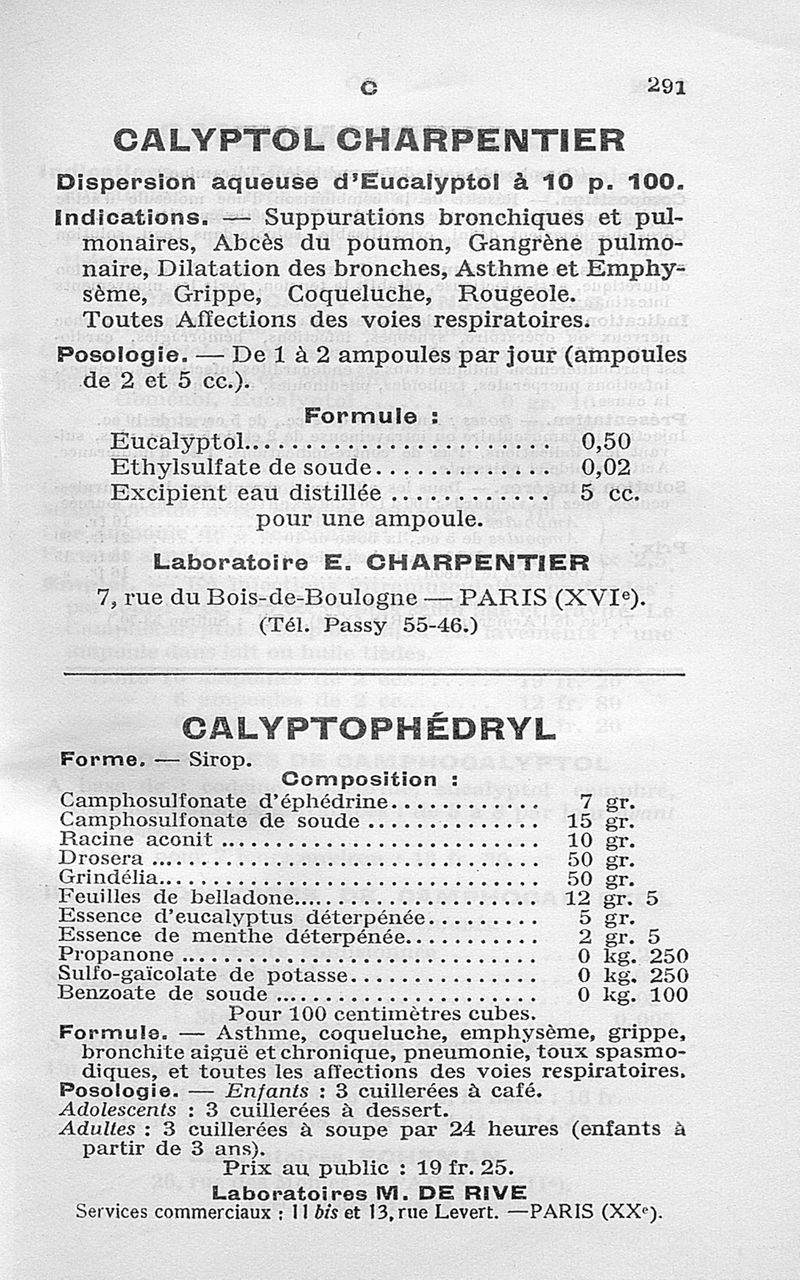 C 291
CALYPTOL CHARPENTIER
Dispersion aqueuse d'Eucalyptol à 10 p. 100.
Indications. — Suppurations bronchiques et pul-
monaires, Abcès du poumon, Gangrène pulmo-
naire, Dilatation des bronches, Asthme et Emphy-
sème, Grippe, Coqueluche, Rougeole.
Toutes Affections des voies respiratoires.
Posologie. — De 1 à 2 ampoules par jour (ampoules
de 2 et 5 cc.).
Formule :
Eucalyptol................ 0,50
Ethylsulfate de soude............. 0,02
Excipient eau distillée ............ 5 cc.
pour une ampoule.
Laboratoire E. CHARPENTIER
7, rue du Bois-de-Boulogne — PARIS (XVIe).
(Tél. Passy 55-46.)
CALYPTOPHÉDRYL
Forme. — Sirop.
Composition :
Camphosulfonate d'éphédrine............ 7 gr.
Camphosulfonate de soude ............. 15 gr.
Racine aconit ......................... 10 gr.
Drosera ............................... 50 gr.
Grindélia.............................. 50 gr.
Feuilles de belladone.................. 12 gr. 5
Essence d'eucalyptus déterpénée......... 5 gr.
Essence de menthe déterpénée........... 2 gr. 5
Propanone ............................. 0 kg. 250
Sulfo-gaïcolate de potasse.............. 0 kg. 250
Benzoate de soude ..................... 0 kg. 100
Pour 100 centimètres cubes.
Formule. — Asthme, coqueluche, emphysème, grippe,
bronchite aiguë et chronique, pneumonie, toux spasmo-
diques, et toutes les affections des voies respiratoires.
Posologie. — Enfants : 3 cuillerées à café.
Adolescents : 3 cuillerées à dessert.
Adultes : 3 cuillerées à soupe par 24 heures (enfants à
partir de 3 ans).
Prix au public : 19 fr. 25.
Laboratoires M. DE RIVE
Services commerciaux : 11 bis et 13, rue Levert. — PARIS (XXe).